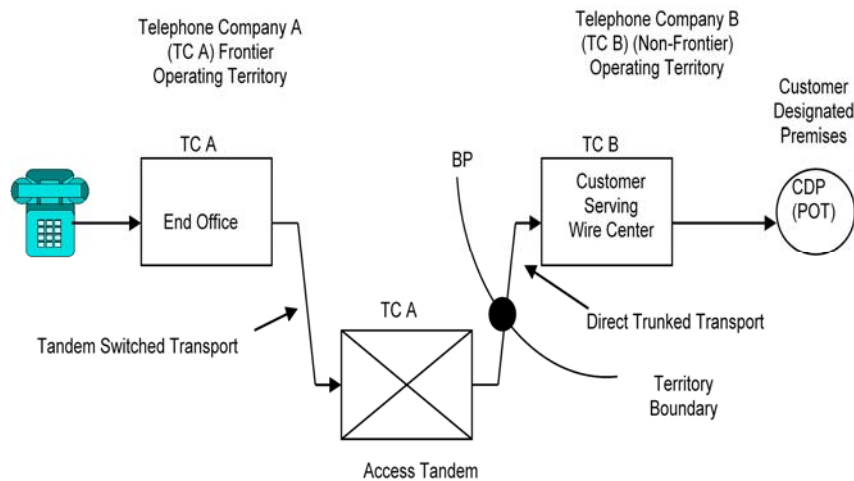 Telephone Company A
(TC A) Frontier
Operating Territory
Telephone Company B
(TC B) (Non-Frontier)
Operating Territory
Customer
Designated
Premises
TC A
End Office
BP
TC B
Customer
Serving
Wire Center
CDP
(POT)
Tandem Switched Transport
TC A
Direct Trunked Transport
Territory
Boundary
Access Tandem